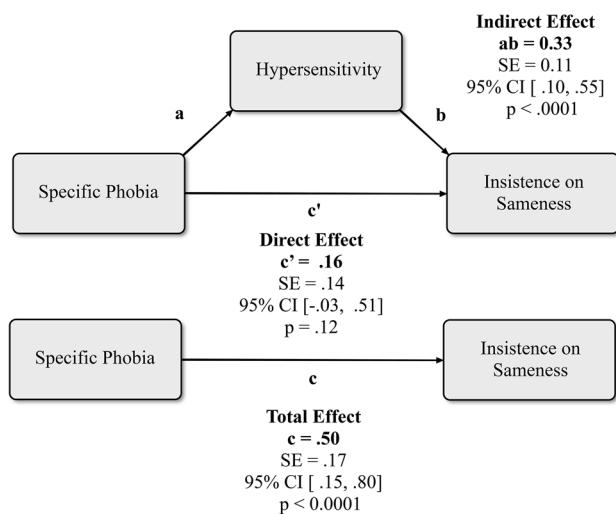 Indirect Effect
ab = 0.33
SE = 0.11
95% CI [ .10, .55]
p < .0001
Hypersensitivity
a
b
Specific Phobia
Insistence on
Sameness
c'
Direct Effect
c’ = .16
SE = .14
95% CI [-.03, .51]
p = .12
Specific Phobia
Insistence on
Sameness
c
Total Effect
c = .50
SE = .17
95% CI [ .15, .80]
p < 0.0001